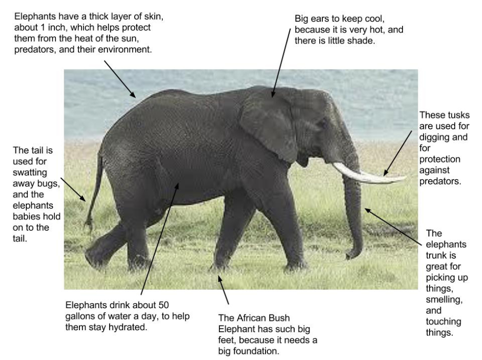 Elephants have a thick layer of skin,
about 1 inch, which helps protect
them from the heat of the sun,
predators, and their environment.
Big ears to keep cool,
because it is very hot, and
there is little shade.
These tusks
are used for
digging and
for
protection
against
predators.
The tail is
used for
swatting
away bugs,
and the
elephants
babies hold
on to the
tail.
The
elephants
trunk is
great for
picking up
things,
smelling,
and
touching
things.
Elephants drink about 50
gallons of water a day, to help
them stay hydrated.
The African Bush
Elephant has such big
feet, because it needs a
big foundation.